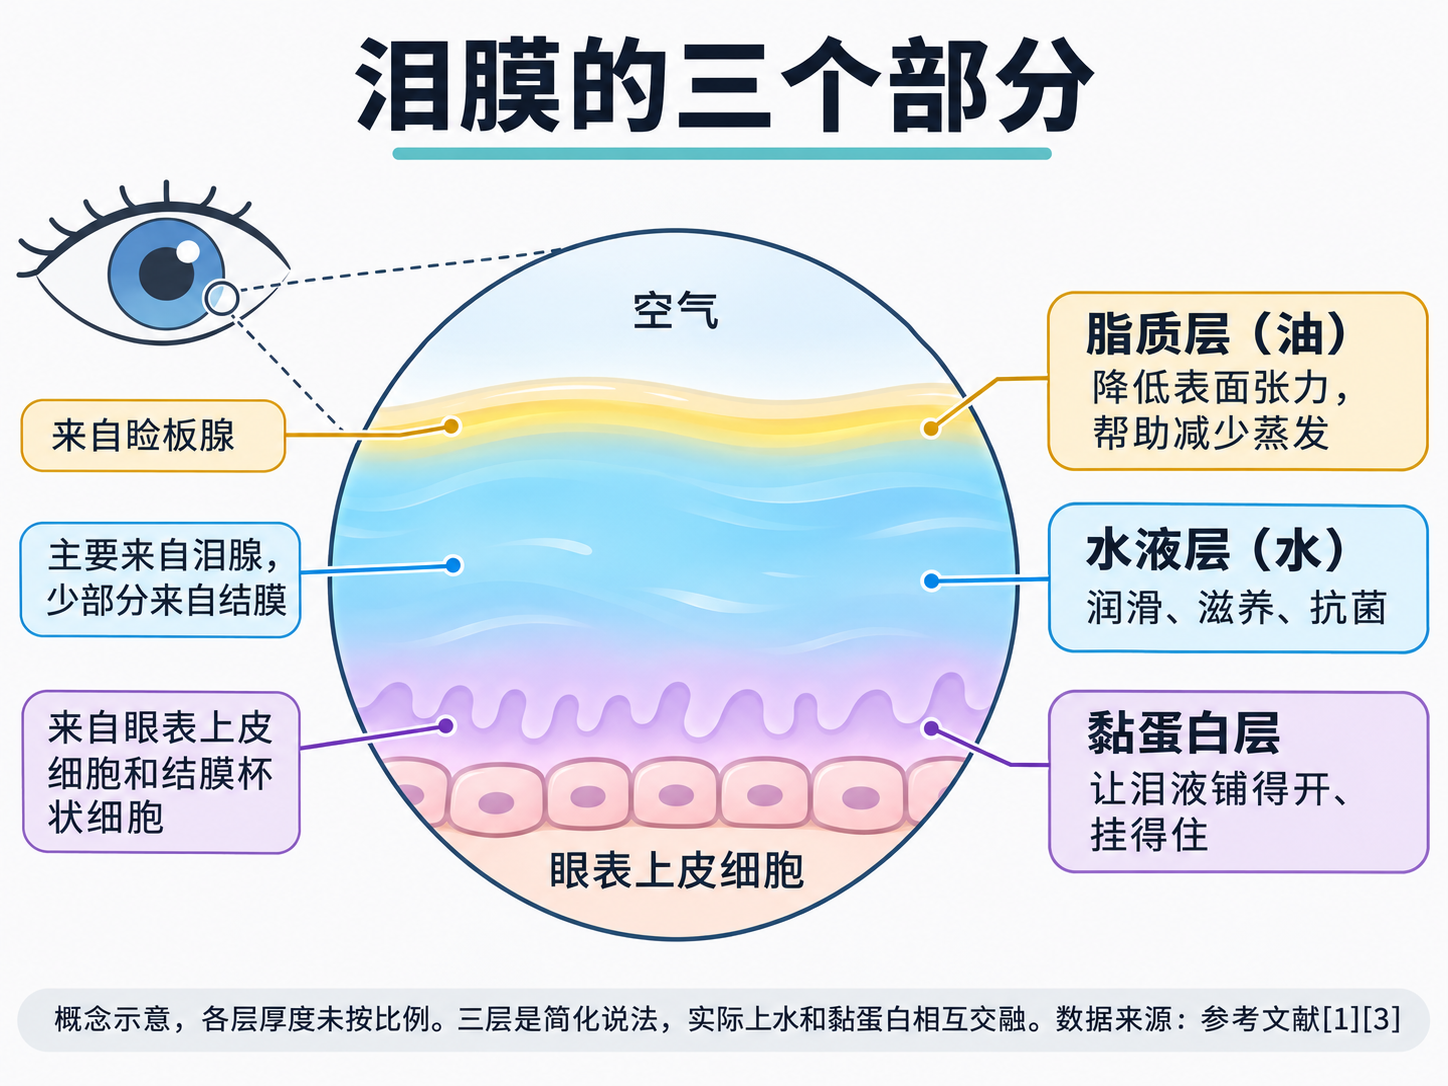 泪膜的三个部分
空气
来自睑板腺
主要来自泪腺，
少部分来自结膜
来自眼表上皮
细胞和结膜杯
状细胞
脂质层（油）
降低表面张力，
帮助减少蒸发
水液层（水）
润滑、滋养、抗菌
黏蛋白层
让泪液铺得开、
挂得住
眼表上皮细胞
概念示意，各层厚度未按比例。三层是简化说法，实际上水和黏蛋白相互交融。数据来源：参考文献[1][3]